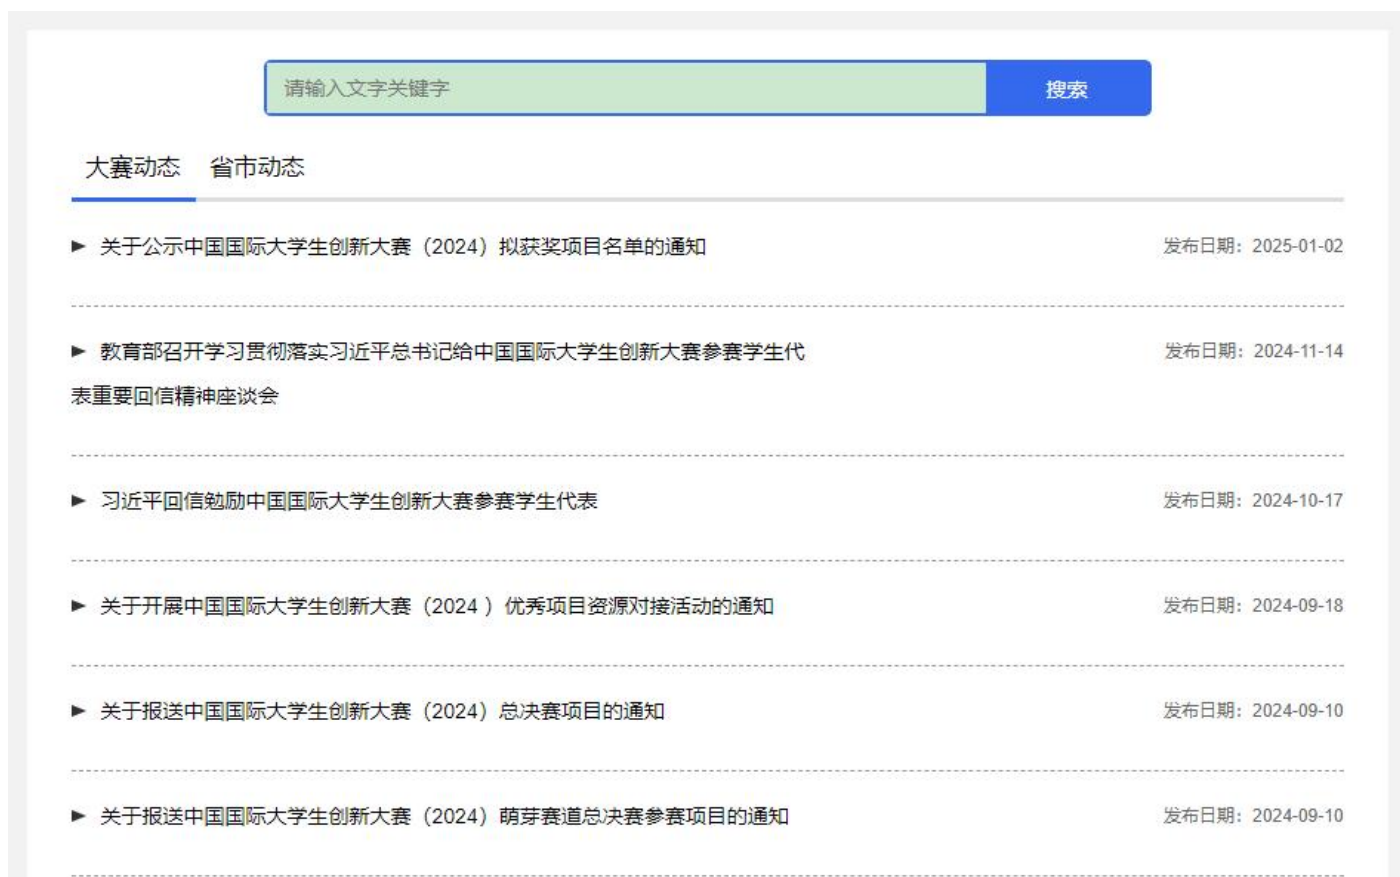 请输入文字关键字 搜索
大赛动态 省市动态
► 关于公示中国国际大学生创新大赛（2024）拟获奖项目名单的通知 发布日期：2025-01-02
► 教育部召开学习贯彻落实习近平总书记给中国国际大学生创新大赛参赛学生代 发布日期：2024-11-14
表重要回信精神座谈会
► 习近平回信勉励中国国际大学生创新大赛参赛学生代表 发布日期：2024-10-17
► 关于开展中国国际大学生创新大赛（2024 ）优秀项目资源对接活动的通知 发布日期：2024-09-18
► 关于报送中国国际大学生创新大赛（2024）总决赛项目的通知 发布日期：2024-09-10
► 关于报送中国国际大学生创新大赛（2024）萌芽赛道总决赛参赛项目的通知 发布日期：2024-09-10